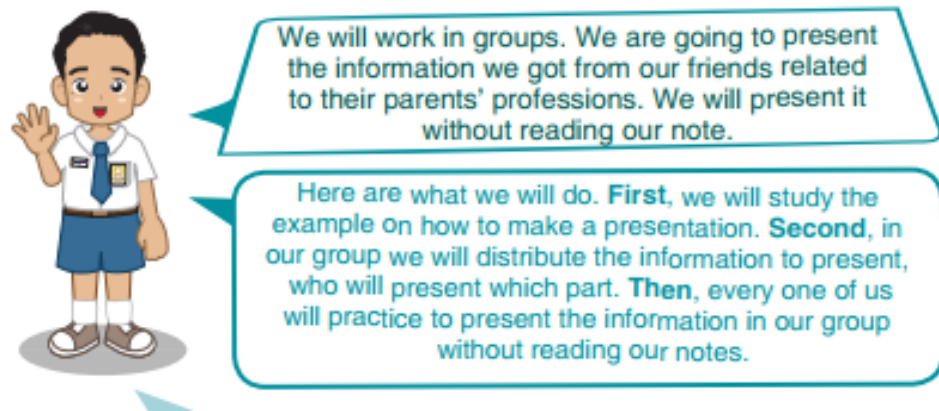 We will work in groups. We are going to present
the information we got from our friends related
to their parents’ professions. We will present it
without reading our note.
Here are what we will do. First, we will study the
example on how to make a presentation. Second, in
our group we will distribute the information to present,
who will present which part. Then, every one of us
will practice to present the information in our group
without reading our notes.